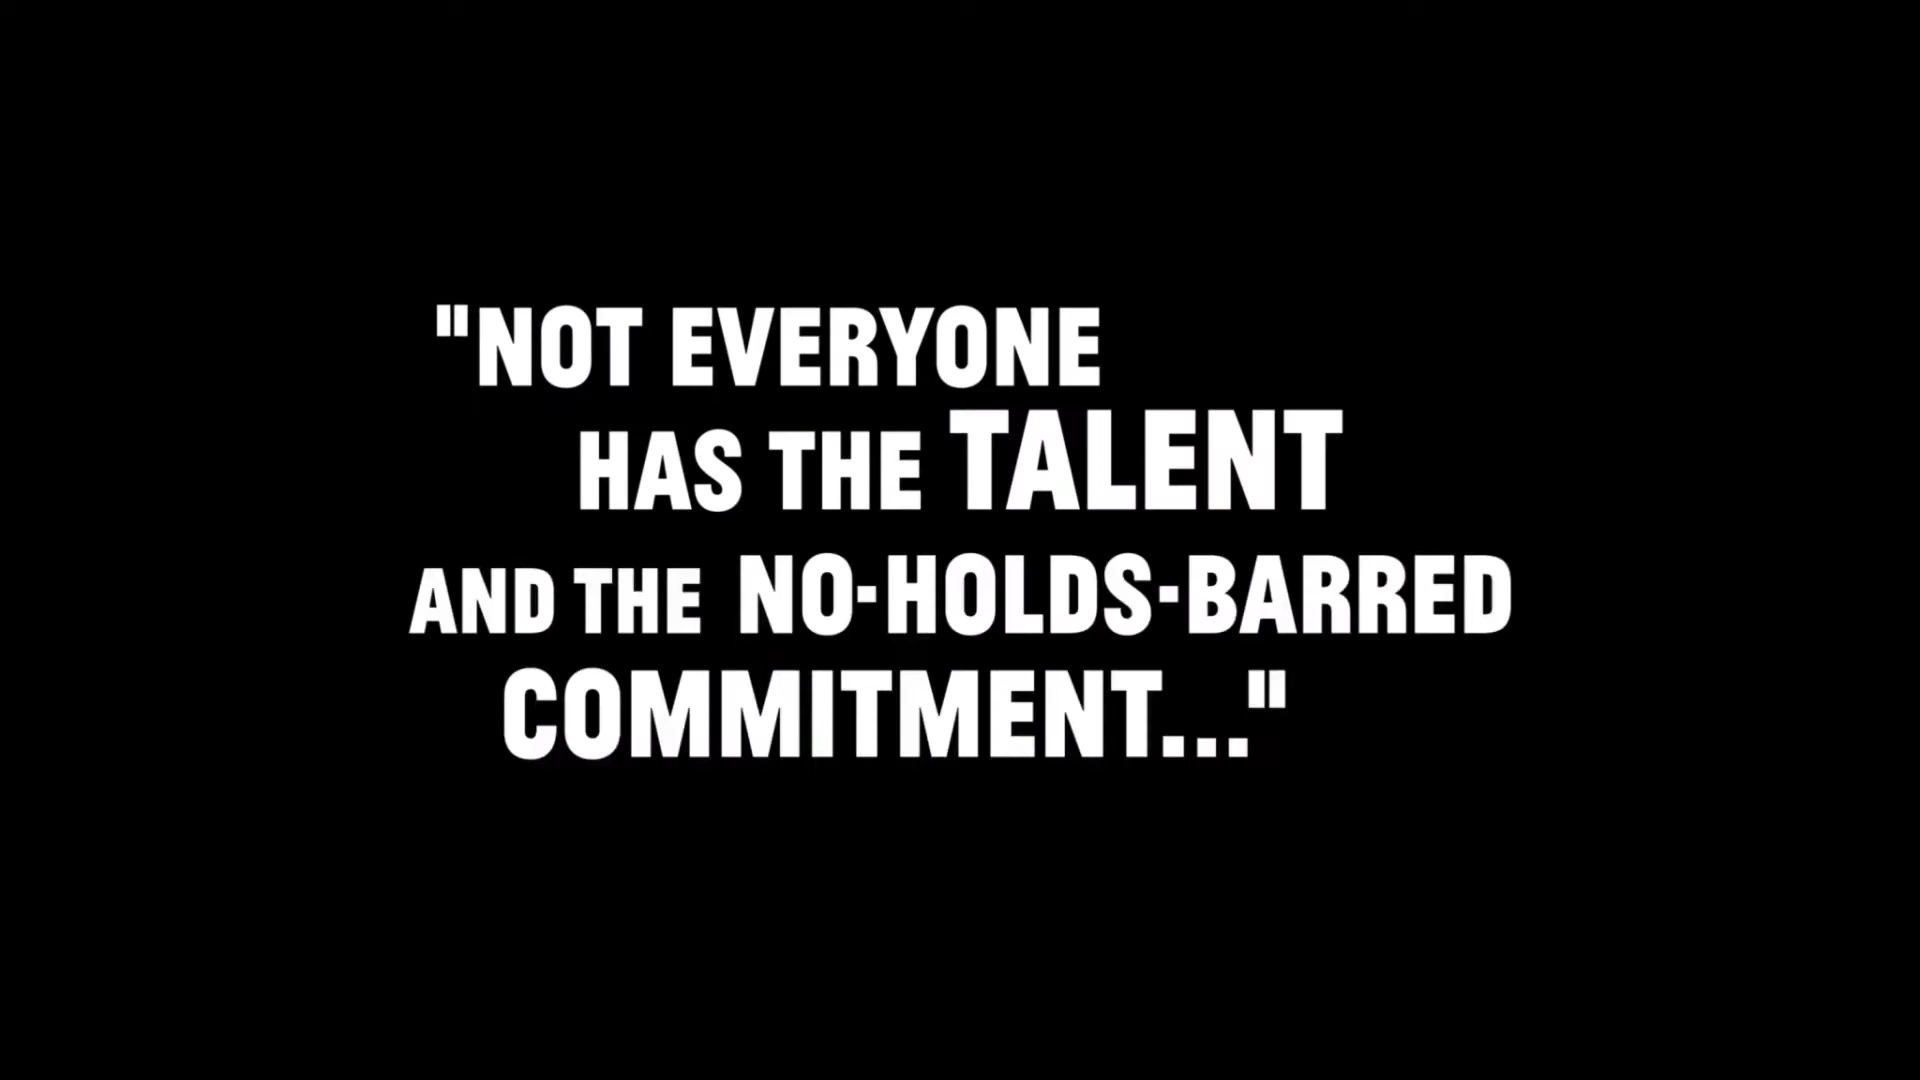 "NOT EVERYONE
HAS THE TALENT
AND THE NO-HOLDS-BARRED
COMMITMENT..."